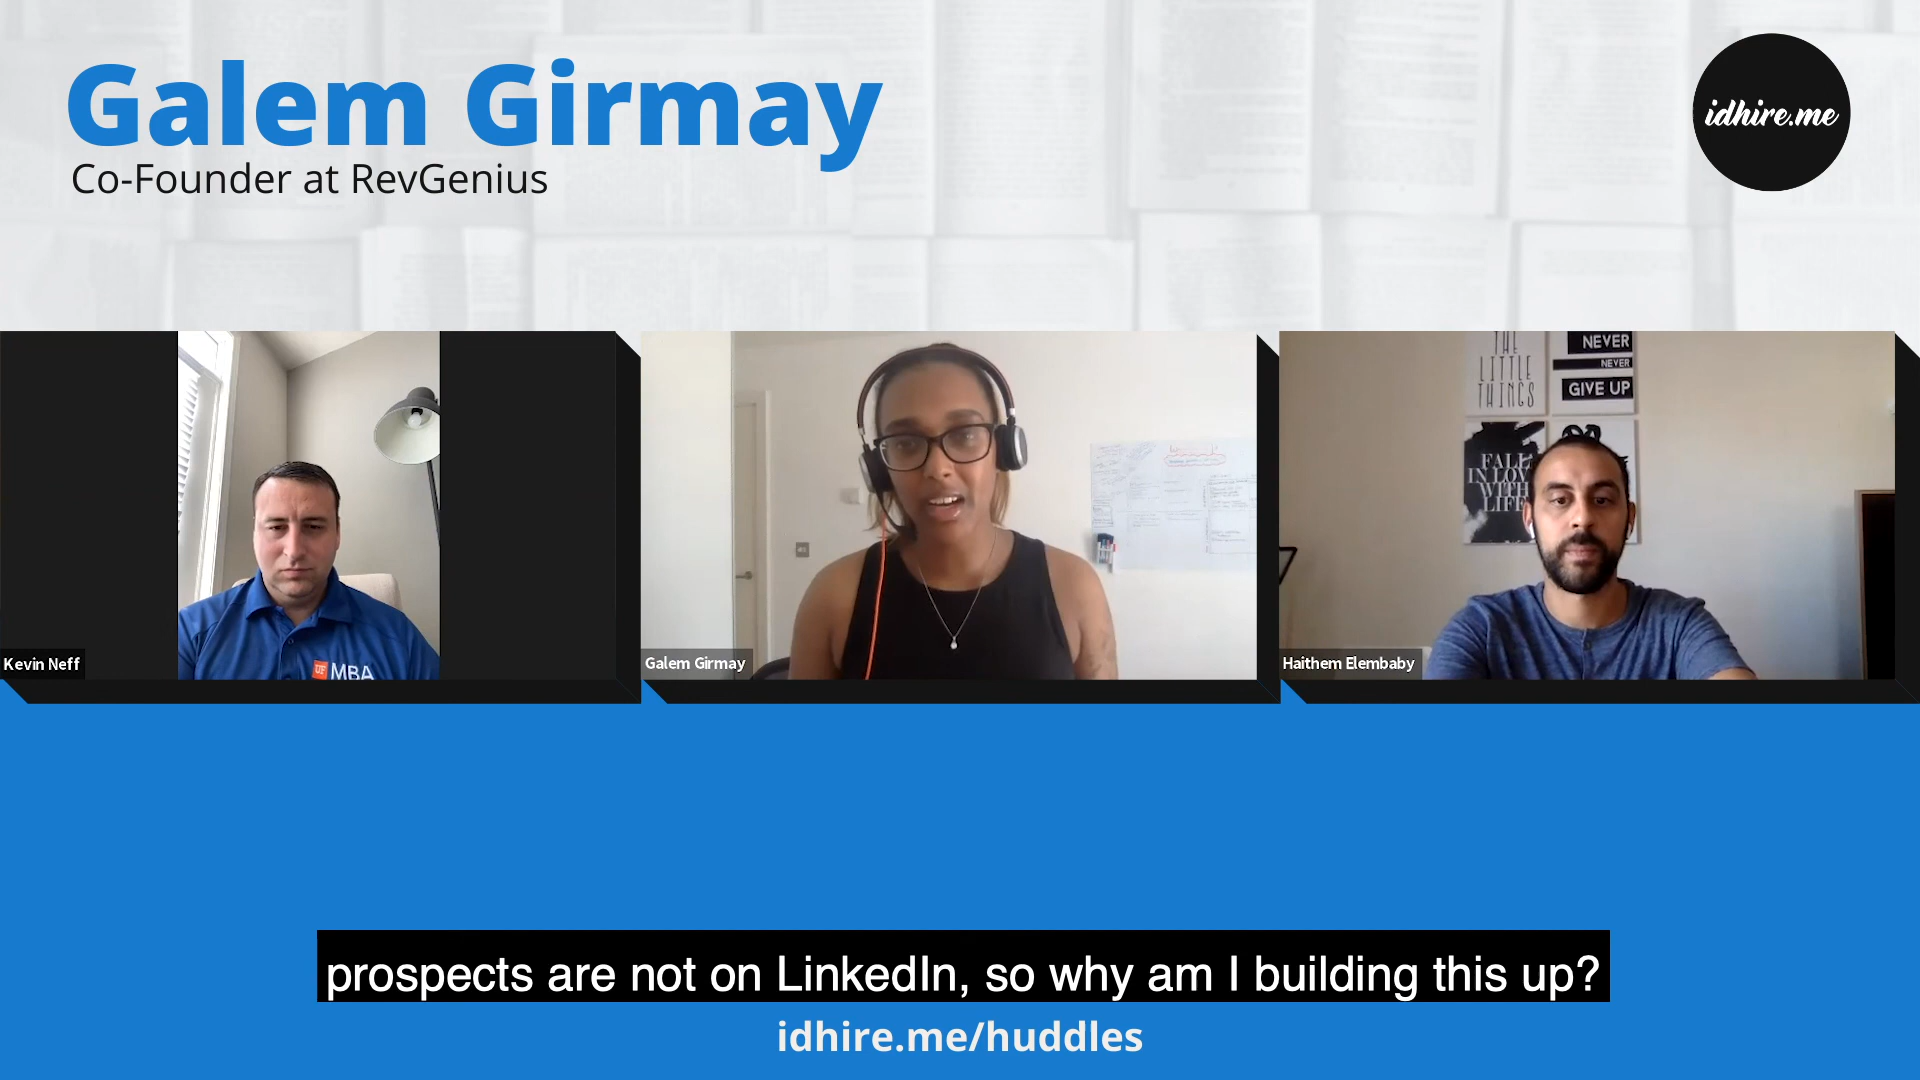 Galem Girmay
Co-Founder at RevGenius
idhire.me
THE
LITTLE
THINGS
NEVER
NEVER
GIVE UP
FALL
IN LOV
WITH
LIFE
UF MBA
Kevin Neff
Galem Girmay
Haithem Elembaby
prospects are not on LinkedIn, so why am I building this up?
idhire.me/huddles